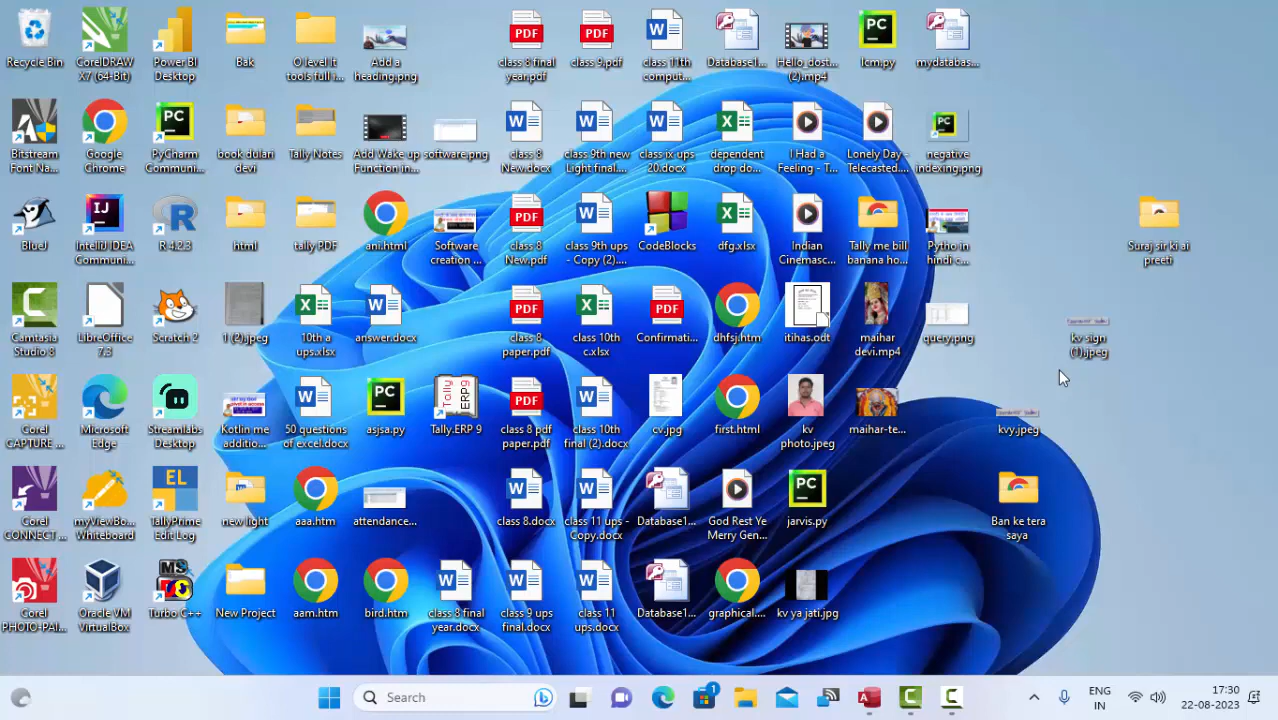 Recycle Bin
CorelDRAW
X7 (64-Bit)
Power BI
Desktop
Bak
O level It
tools full i...
Add a
heading.png
class 8 final
year.pdf
class 9.pdf
class 11th
comput...
Database1...
Hello_dost...
(2).mp4
lcm.py
mydatabas...
Bitstream
Font Na...
Google
Chrome
PyCharm
Communi...
book dulari
devi
Tally Notes
Add Wake up
Function in...
software.png
class 8
New.docx
class 9th new
Light final....
class ix ups
20.docx
dependent
drop do...
I Had a
Feeling - T...
Lonely Day -
Telecasted....
negative
indexing.png
BlueJ
IntelliJ IDEA
Communi...
R 4.2.3
html
tally PDF
ani.html
Software
creation ...
class 8
New.pdf
class 9th ups
- Copy (2)....
CodeBlocks
dfg.xlsx
Indian
Cinemasc...
Tally me bill
banana ho...
Pytho in
hindi c...
Suraj sir ki ai
preeti
Camtasia
Studio 8
LibreOffice
7.3
Scratch 2
1 (2).jpeg
10th a
ups.xlsx
answer.docx
class 8
paper.pdf
class 10th
c.xlsx
Confirmati...
dhfsj.htm
itihas.odt
maihar
devi.mp4
query.png
kv sign
(1).jpeg
Corel
CAPTURE ...
Microsoft
Edge
Streamlabs
Desktop
Kotlin me
additio...
50 questions
of excel.docx
asjsa.py
Tally.ERP 9
class 8 pdf
paper.pdf
class 10th
final (2).docx
cv.jpg
first.html
kv
photo.jpeg
maihar-te...
kvy.jpeg
Corel
CONNECT ...
myViewBo...
Whiteboard
TallyPrime
Edit Log
new light
aaa.htm
attendance...
class 8.docx
class 11 ups -
Copy.docx
Database1...
God Rest Ye
Merry Gen...
jarvis.py
Ban ke tera
saya
Corel
PHOTO-PAI...
Oracle VM
VirtualBox
Turbo C++
New Project
aam.htm
bird.htm
class 8 final
year.docx
class 9 ups
final.docx
class 11
ups.docx
Database1...
graphical....
kv ya jati.jpg
Search
ENG
IN
17:30
22-08-2023